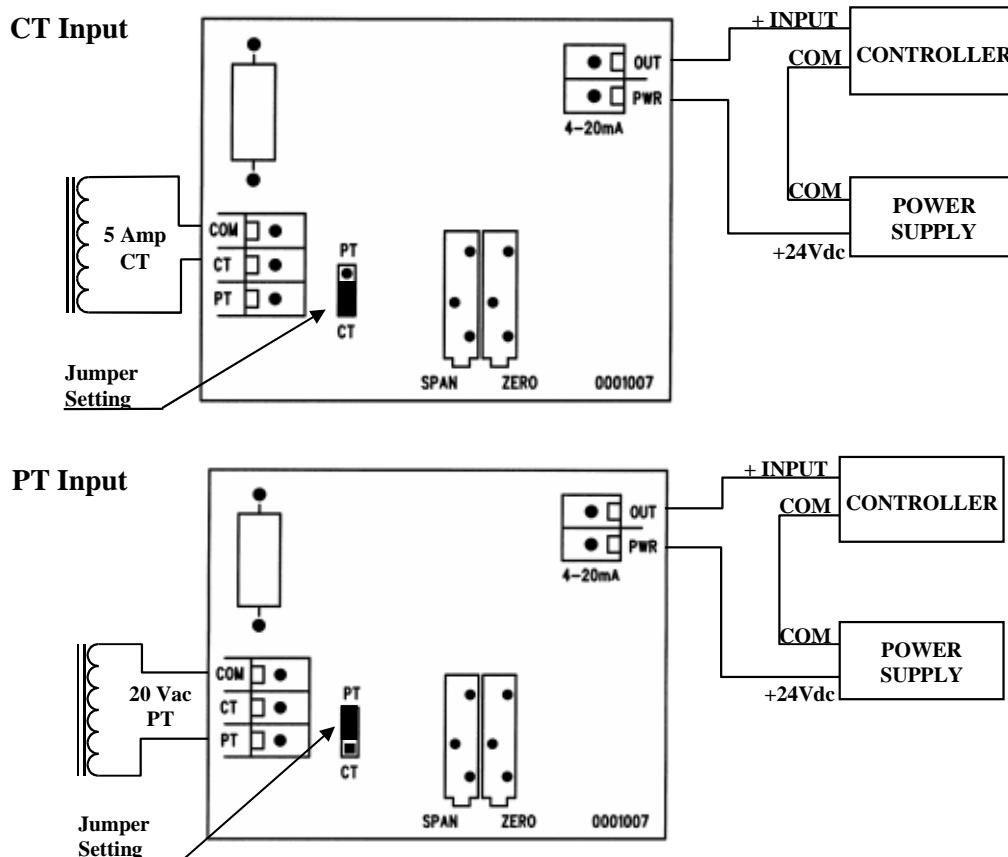 CT Input
+ INPUT
CONTROLLER
COM
OUT
PWR
4-20mA
COM
POWER
SUPPLY
+24Vdc
5 Amp
CT
COM
CT
PT
PT
CT
Jumper
Setting
SPAN
ZERO
0001007
PT Input
+ INPUT
CONTROLLER
COM
OUT
PWR
4-20mA
COM
POWER
SUPPLY
+24Vdc
20 Vac
PT
COM
CT
PT
PT
CT
Jumper
Setting
SPAN
ZERO
0001007